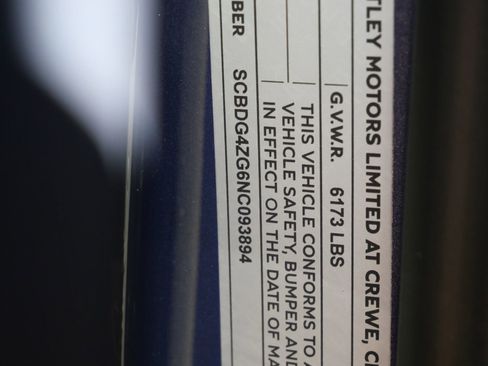 TLEY MOTORS LIMITED AT CREWE, C
G.V.W.R. 6173 LBS
THIS VEHICLE CONFORMS TO A
VEHICLE SAFETY, BUMPER AND
IN EFFECT ON THE DATE OF MA
BER SCBDG4ZG6NC093894